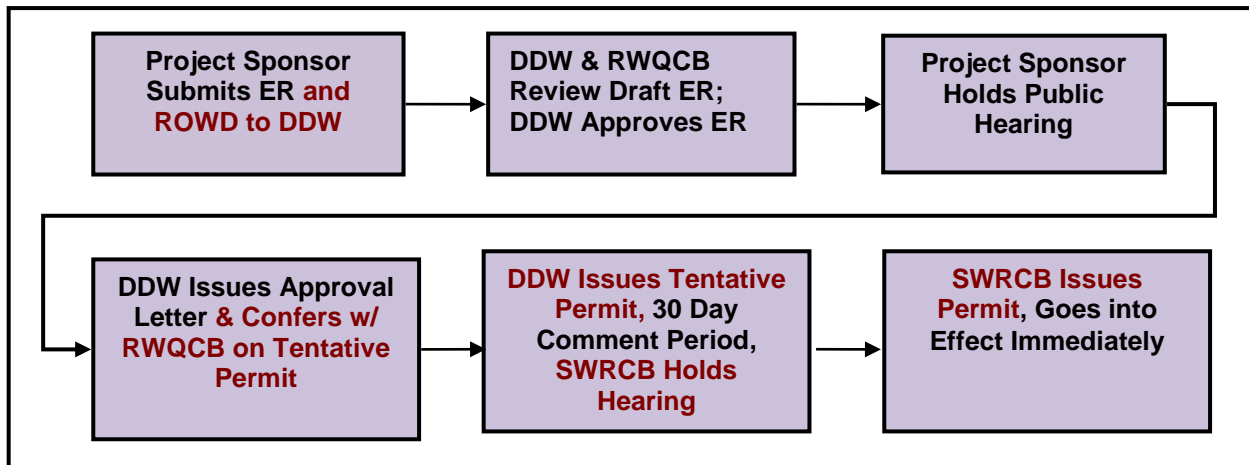 Project Sponsor
Submits ER and
ROWD to DDW
DDW & RWQCB
Review Draft ER;
DDW Approves ER
Project Sponsor
Holds Public
Hearing
DDW Issues Approval
Letter & Confers w/
RWQCB on Tentative
Permit
DDW Issues Tentative
Permit, 30 Day
Comment Period,
SWRCB Holds
Hearing
SWRCB Issues
Permit, Goes into
Effect Immediately